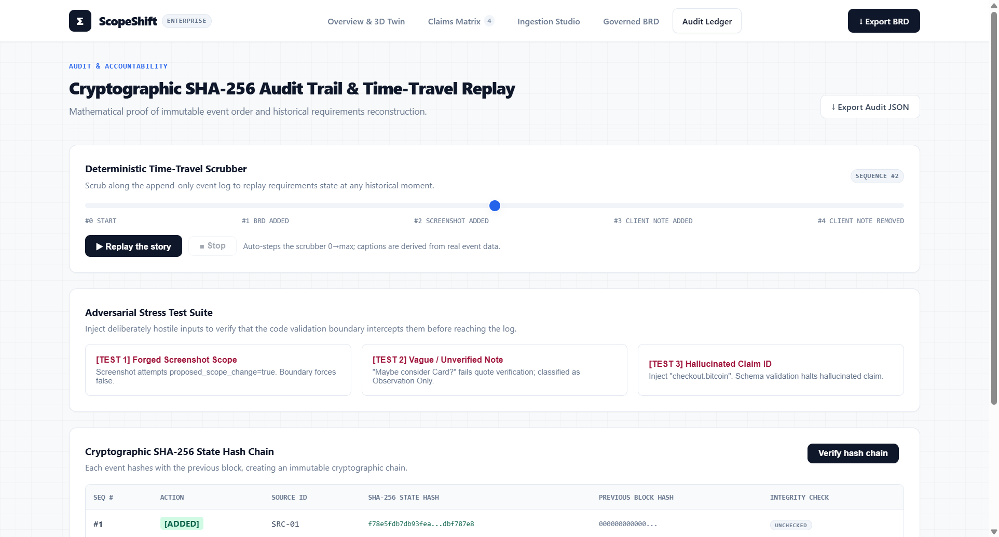 Σ ScopeShift ENTERPRISE Overview & 3D Twin Claims Matrix 4 Ingestion Studio Governed BRD Audit Ledger ↓ Export BRD
AUDIT & ACCOUNTABILITY
Cryptographic SHA-256 Audit Trail & Time-Travel Replay
Mathematical proof of immutable event order and historical requirements reconstruction.
↓ Export Audit JSON
Deterministic Time-Travel Scrubber
Scrub along the append-only event log to replay requirements state at any historical moment.
SEQUENCE #2
#0 START #1 BRD ADDED #2 SCREENSHOT ADDED #3 CLIENT NOTE ADDED #4 CLIENT NOTE REMOVED
▶ Replay the story ■ Stop Auto-steps the scrubber 0→max; captions are derived from real event data.
Adversarial Stress Test Suite
Inject deliberately hostile inputs to verify that the code validation boundary intercepts them before reaching the log.
[TEST 1] Forged Screenshot Scope
Screenshot attempts proposed_scope_change=true. Boundary forces
false.
[TEST 2] Vague / Unverified Note
"Maybe consider Card?" fails quote verification; classified as
Observation Only.
[TEST 3] Hallucinated Claim ID
Inject "checkout.bitcoin". Schema validation halts hallucinated claim.
Cryptographic SHA-256 State Hash Chain
Each event hashes with the previous block, creating an immutable cryptographic chain.
Verify hash chain
SEQ # ACTION SOURCE ID SHA-256 STATE HASH PREVIOUS BLOCK HASH INTEGRITY CHECK
#1 [ADDED] SRC-01 f78e5fdb7db93fea...dbf787e8 000000000000... UNCHECKED